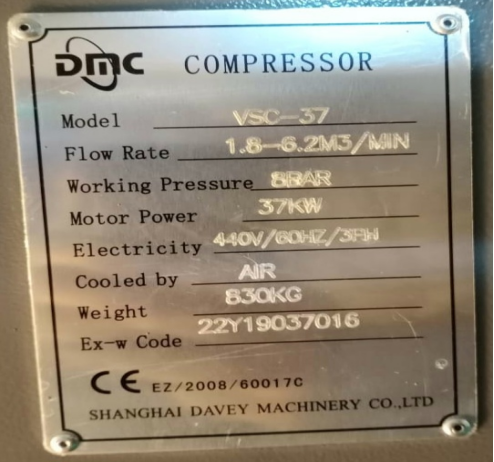 DMC COMPRESSOR
Model VSC-37
Flow Rate 1.8-6.2M3/MIN
Working Pressure 8BAR
Motor Power 37KW
Electricity 440V/60HZ/3PH
Cooled by AIR
Weight 830KG
Ex-w Code 22Y19037016
CE EZ/2008/60017C
SHANGHAI DAVEY MACHINERY CO.,LTD